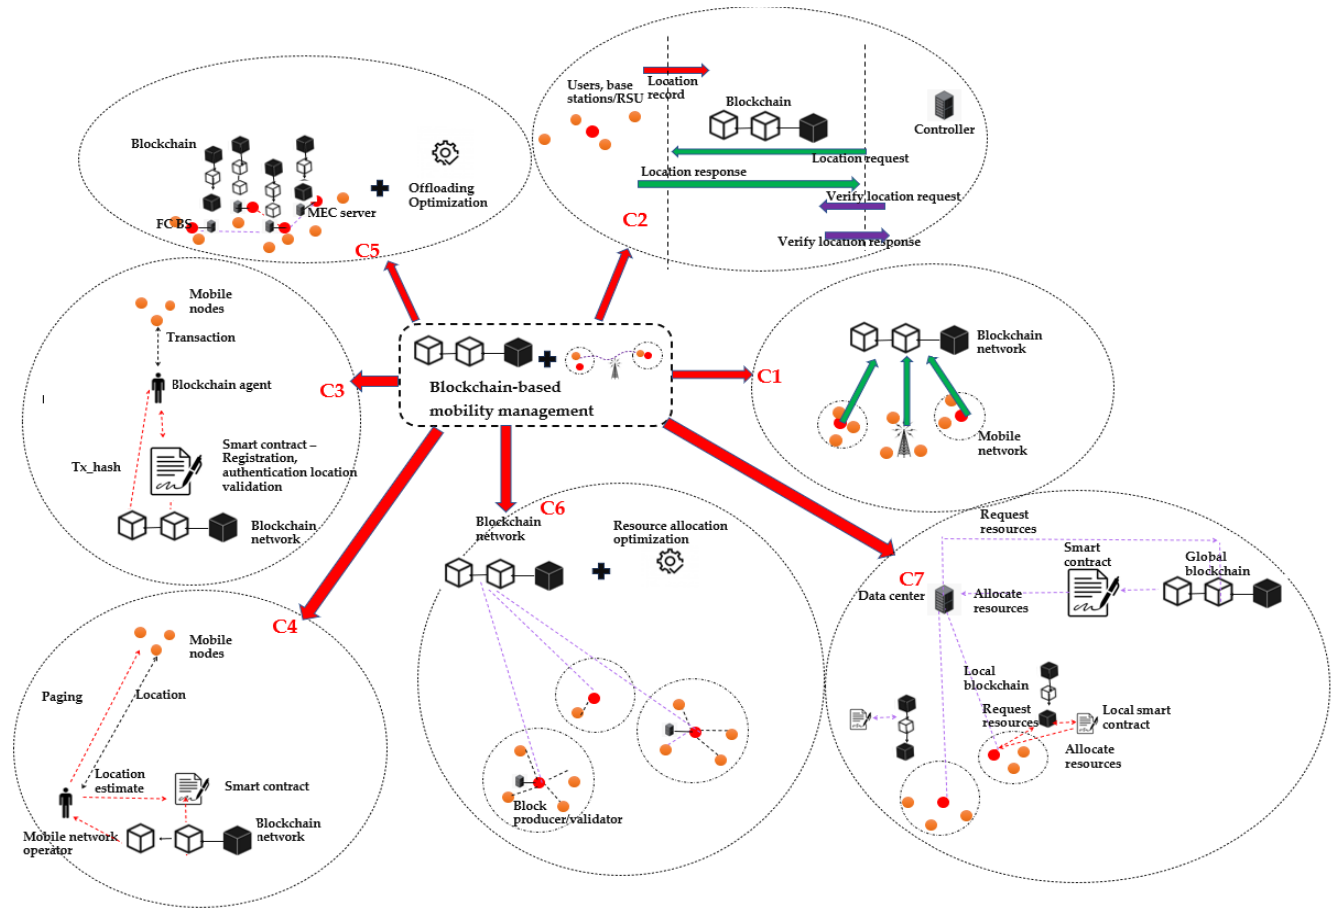 Blockchain
Offloading
Optimization
MEC server
FC BS
C5
Users, base
stations/RSU
Location
record
Blockchain
Controller
Location request
Location response
Verify location request
C2
Verify location response
Mobile
nodes
Transaction
Blockchain agent
C3
Tx_hash
Smart contract –
Registration,
authentication location
validation
Blockchain
network
Blockchain-based
mobility management
C1
Blockchain
network
Mobile
network
C4
Mobile
nodes
Paging
Location
Location
estimate
Smart contract
Mobile network
operator
Blockchain
network
C6
Blockchain
network
Resource allocation
optimization
Block
producer/validator
C7
Request
resources
Smart
contract
Global
blockchain
Data center
Allocate
resources
Local
blockchain
Request
resources
Local smart
contract
Allocate
resources